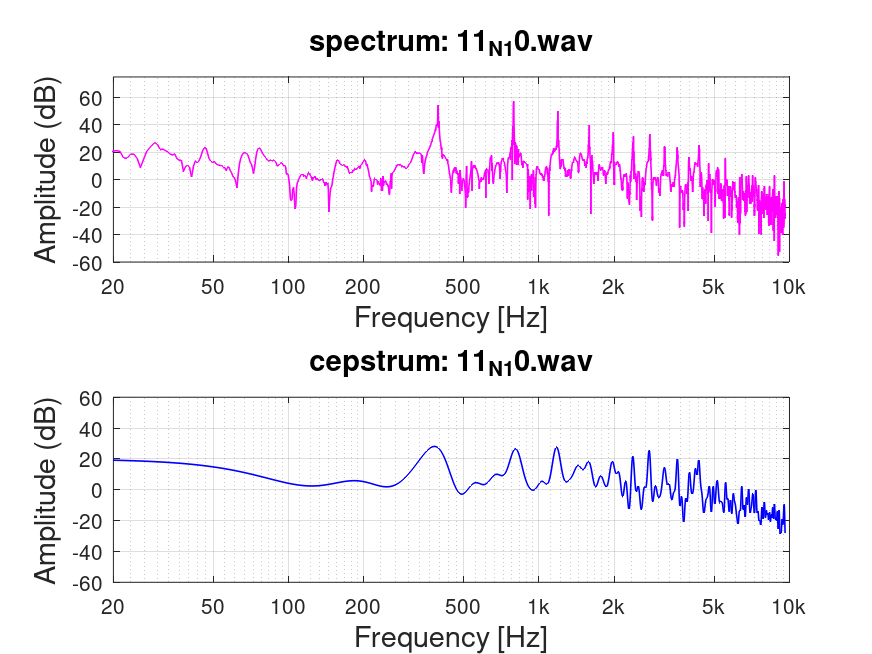 spectrum: 11N10.wav
Amplitude (dB)
60
40
20
0
-20
-40
-60
20 50 100 200 500 1k 2k 5k 10k
Frequency [Hz]
cepstrum: 11N10.wav
Amplitude (dB)
60
40
20
0
-20
-40
-60
20 50 100 200 500 1k 2k 5k 10k
Frequency [Hz]